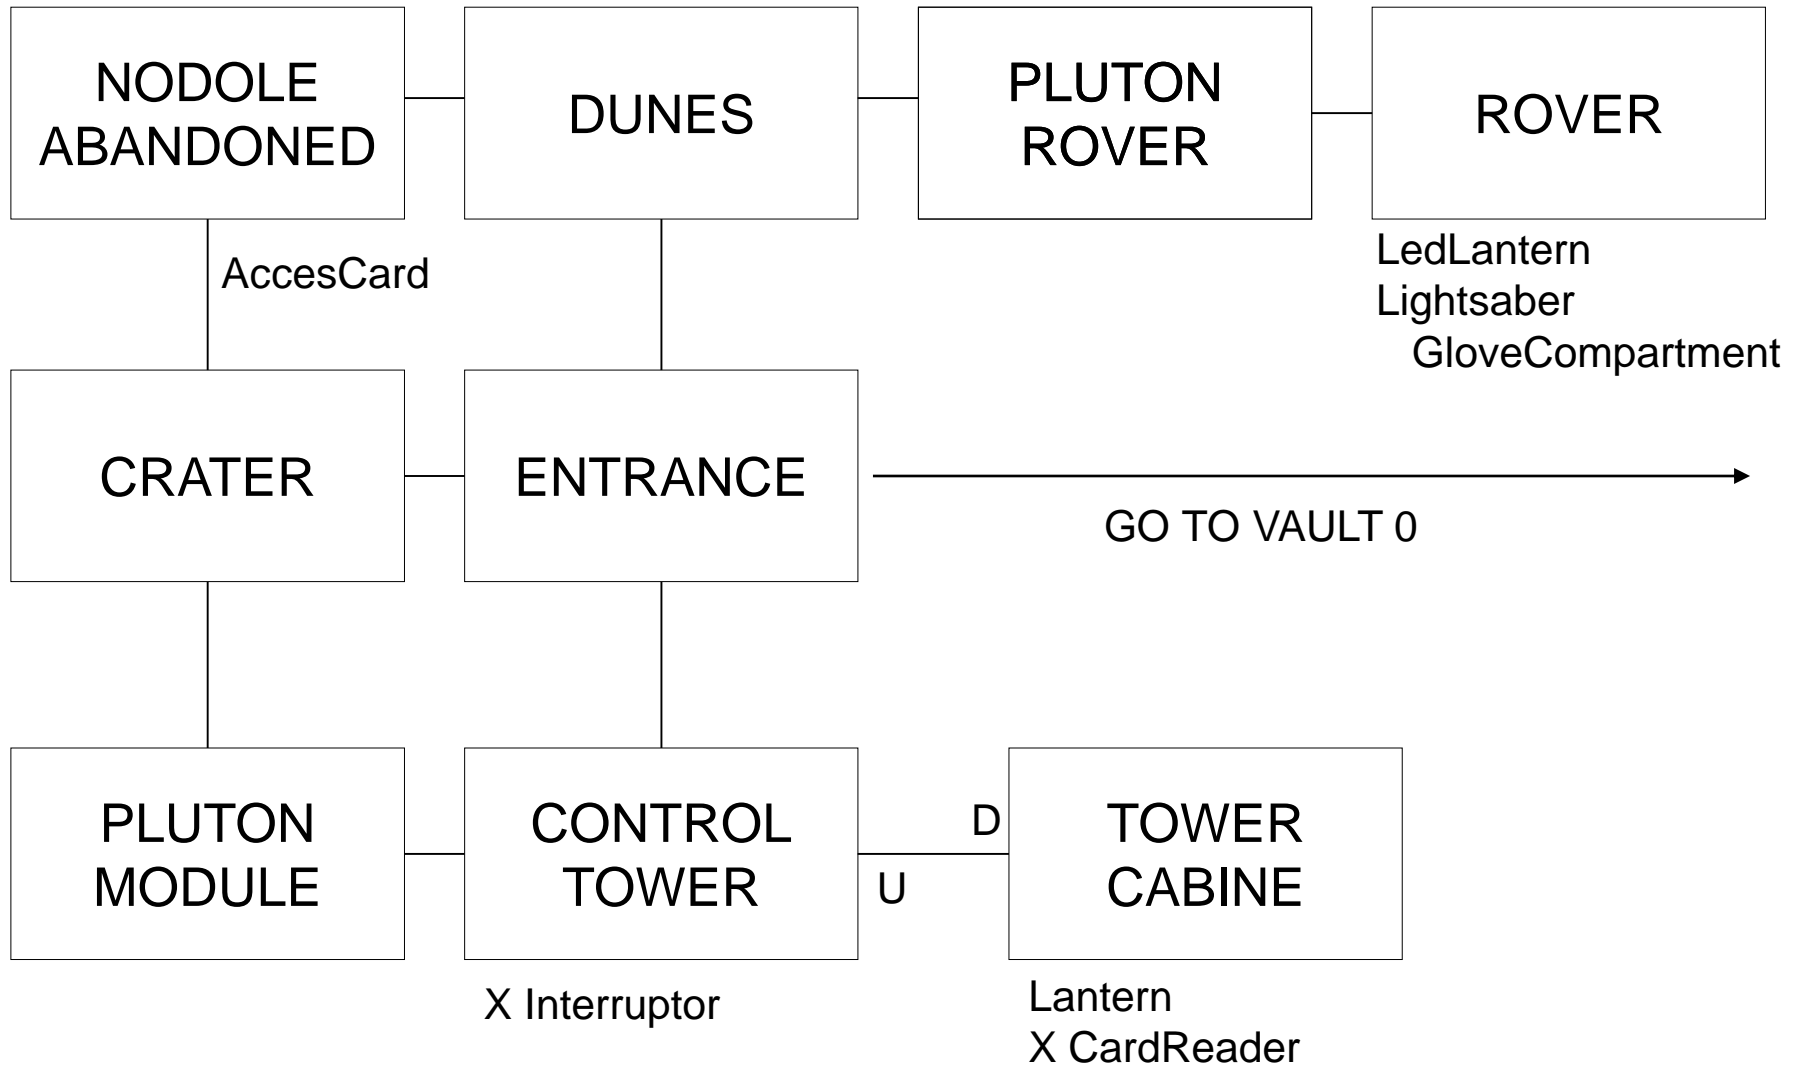 NODOLE
ABANDONED
DUNES
PLUTON
ROVER
ROVER
AccesCard
LedLantern
Lightsaber
GloveCompartment
CRATER
ENTRANCE
GO TO VAULT 0
PLUTON
MODULE
CONTROL
TOWER
D
U
TOWER
CABINE
X Interruptor
Lantern
X CardReader